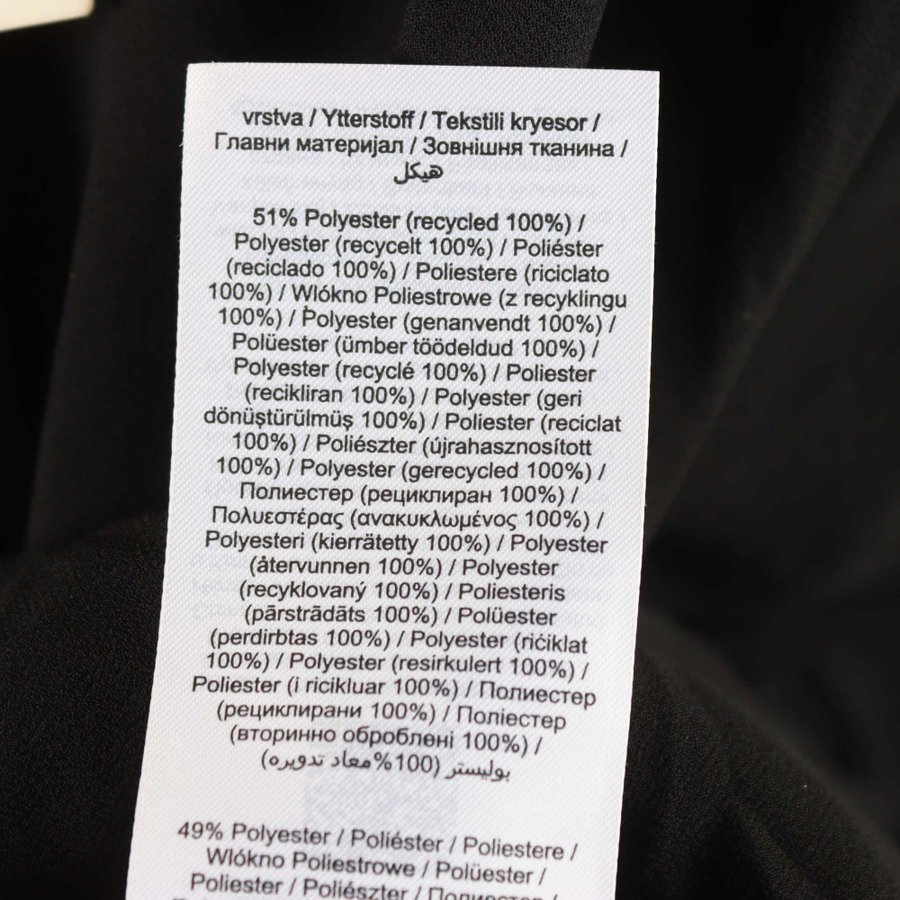 vrstva / Ytterstoff / Tekstili kryesor /
Главни материјал / Зовнішня тканина /
هيكل
51% Polyester (recycled 100%) /
Polyester (recycelt 100%) / Poliéster
(reciclado 100%) / Poliestere (riciclato
100%) / Wlókno Poliestrowe (z recyklingu
100%) / Polyester (genanvendt 100%) /
Polüester (ümber töödeldud 100%) /
Polyester (recyclé 100%) / Poliester
(recikliran 100%) / Polyester (geri
dönüştürülmüş 100%) / Poliester (reciclat
100%) / Poliészter (újrahasznosított
100%) / Polyester (gerecycled 100%) /
Полиестер (рециклиран 100%) /
Πολυεστέρας (ανακυκλωμένος 100%) /
Polyesteri (kierrätetty 100%) / Polyester
(återvunnen 100%) / Polyester
(recyklovaný 100%) / Poliesteris
(pārstrādāts 100%) / Polüester
(perdirbtas 100%) / Polyester (riċiklat
100%) / Polyester (resirkulert 100%) /
Poliester (i ricikluar 100%) / Полиестер
(рециклирани 100%) / Поліестер
(вторинно оброблені 100%) /
بوليستر (100%معاد تدويره)
49% Polyester / Poliéster / Poliestere /
Wlókno Poliestrowe / Polüester /
Poliester / Poliészter / Полиестер /